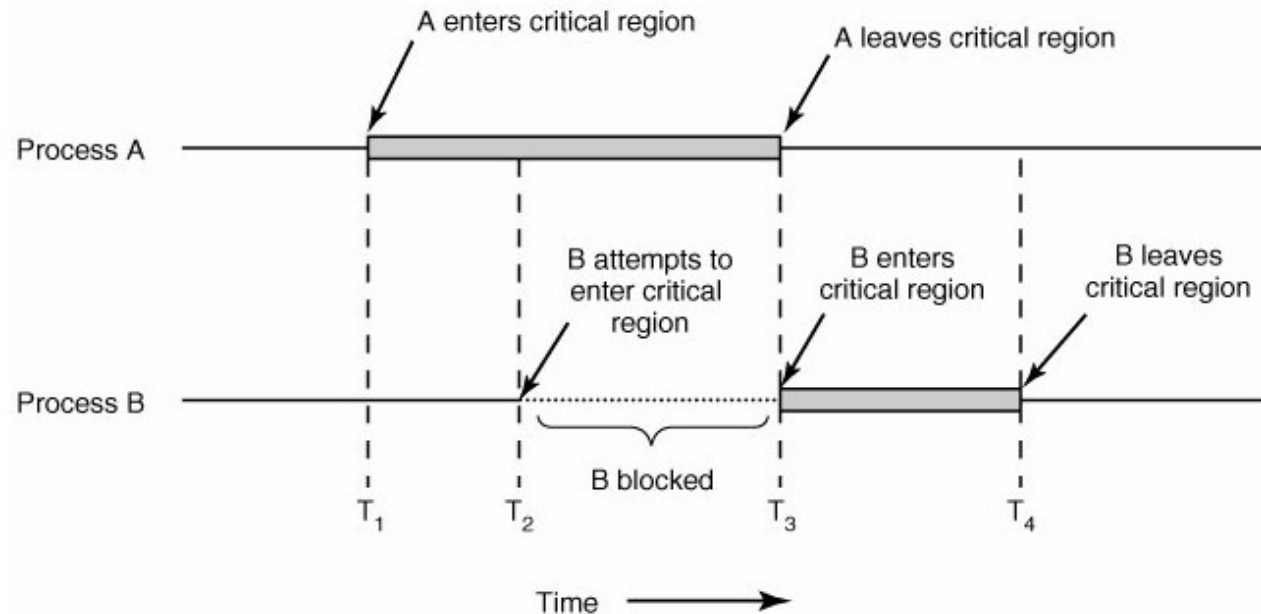 A enters critical region
A leaves critical region
Process A
B attempts to
enter critical
region
B enters
critical region
B leaves
critical region
Process B
B blocked
T₁
T₂
T₃
T₄
Time